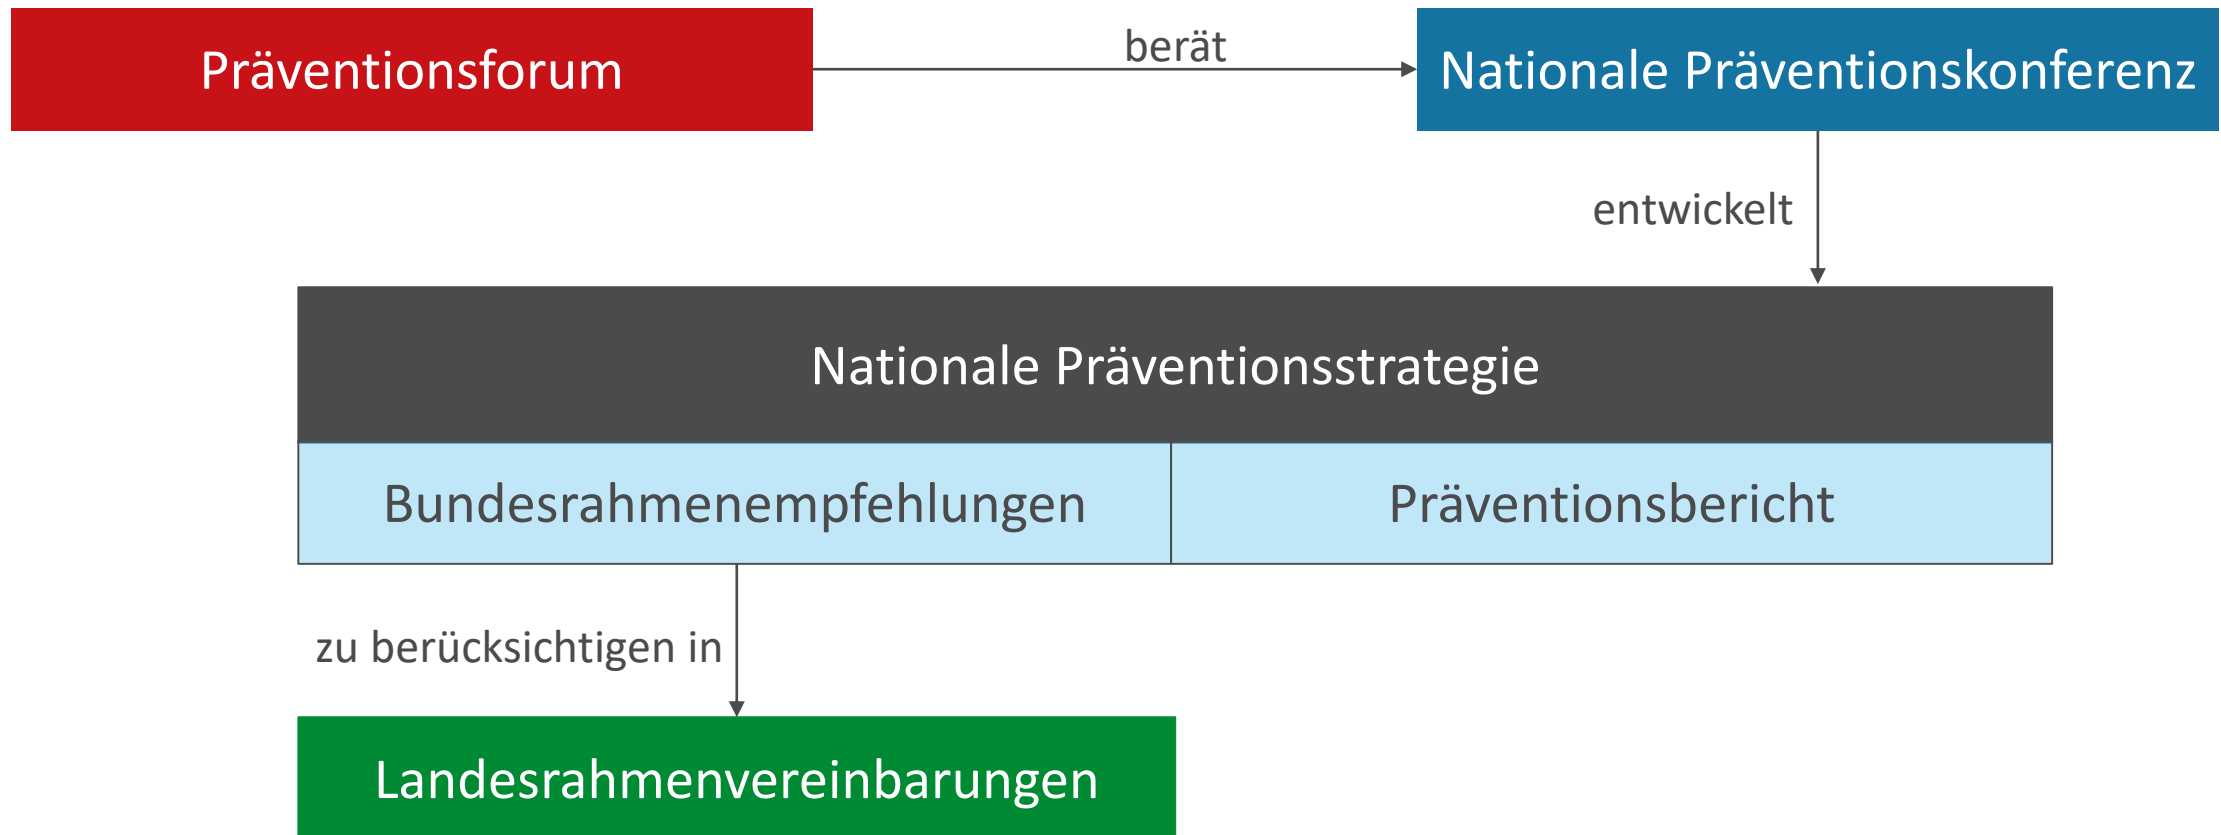 Präventionsforum
berät
Nationale Präventionskonferenz
entwickelt
Nationale Präventionsstrategie
Bundesrahmenempfehlungen
Präventionsbericht
zu berücksichtigen in
Landesrahmenvereinbarungen